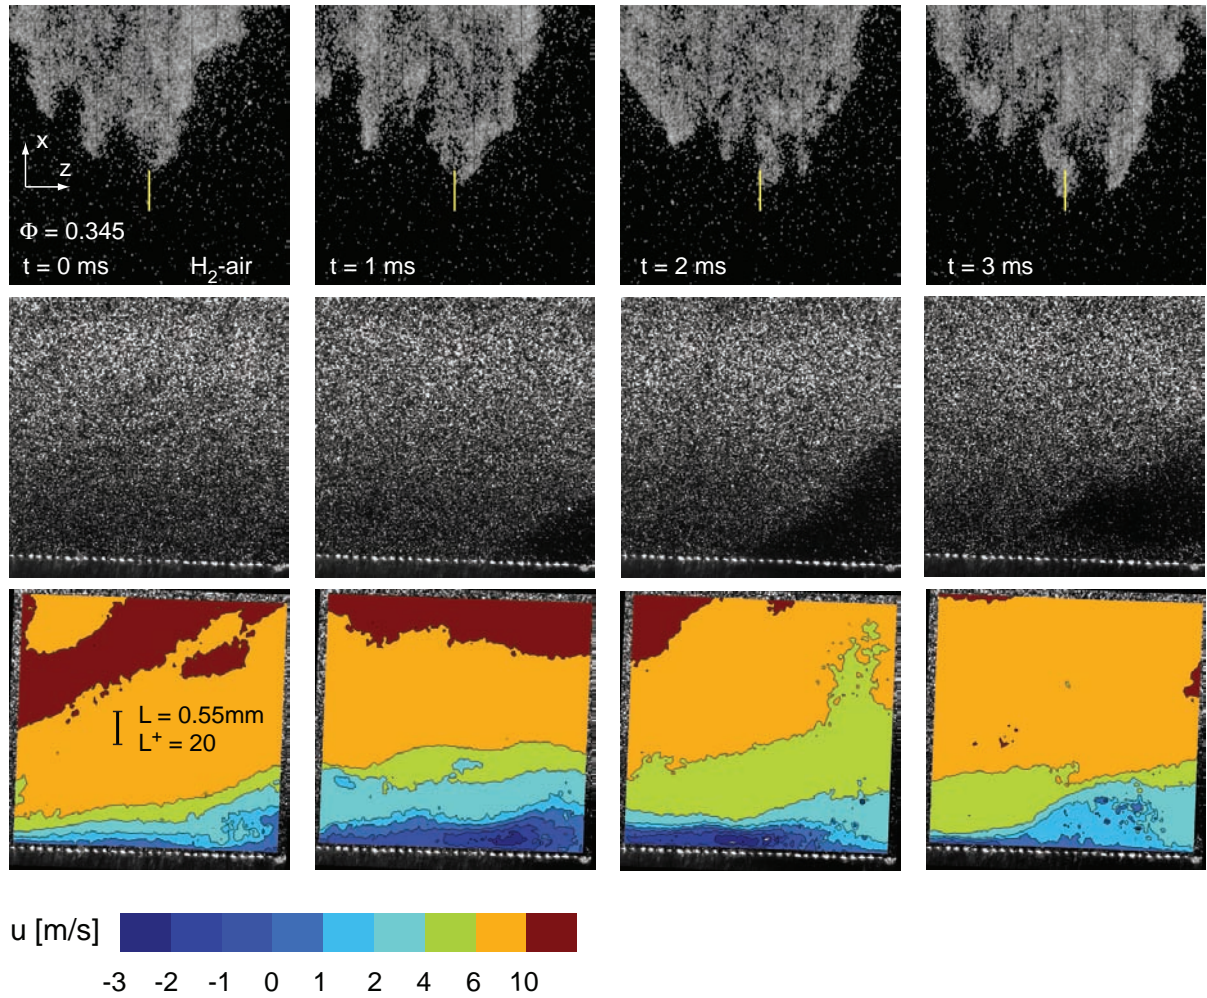 x
z
Φ = 0.345
t = 0 ms H₂-air
t = 1 ms
t = 2 ms
t = 3 ms
L = 0.55mm
L⁺ = 20
u [m/s]
-3 -2 -1 0 1 2 4 6 10